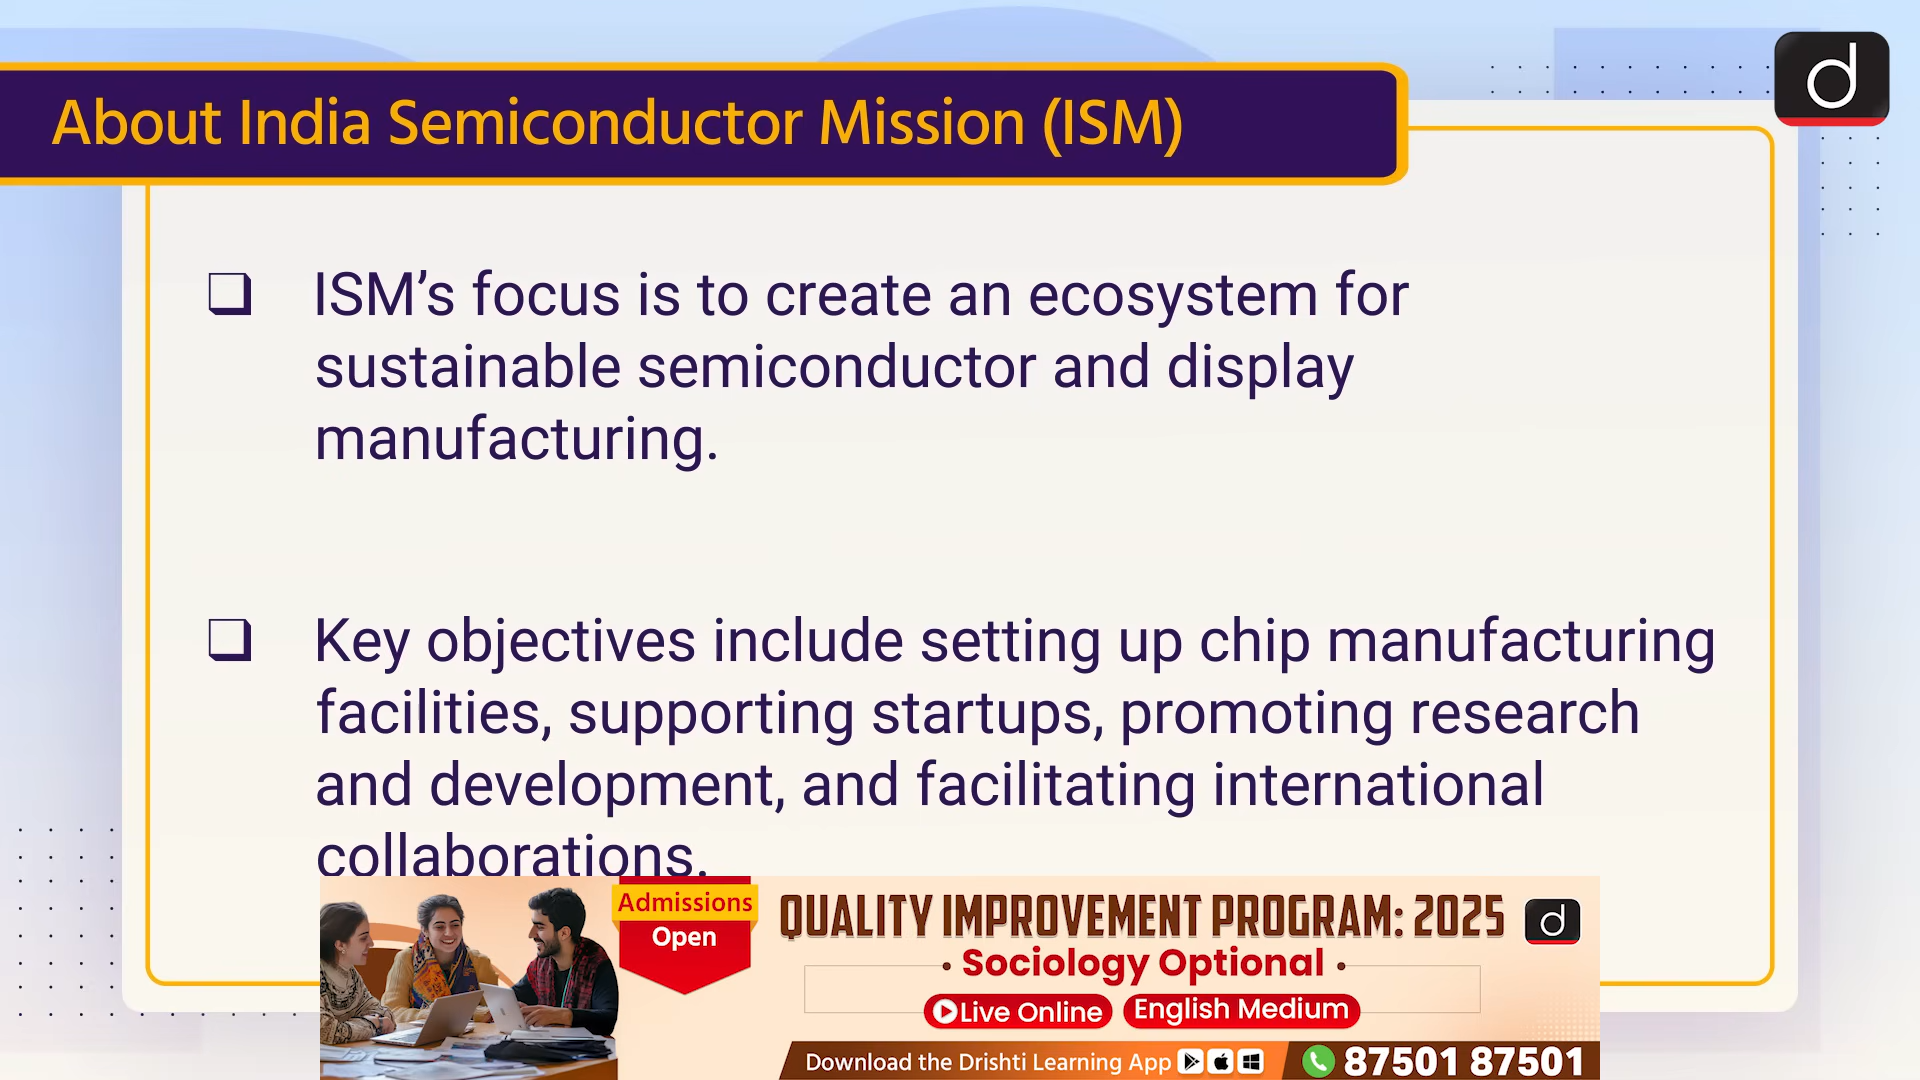 About India Semiconductor Mission (ISM)
d
ISM’s focus is to create an ecosystem for
sustainable semiconductor and display
manufacturing.
Key objectives include setting up chip manufacturing
facilities, supporting startups, promoting research
and development, and facilitating international
collaborations.
Admissions
Open
QUALITY IMPROVEMENT PROGRAM: 2025
d
• Sociology Optional •
Live Online
English Medium
Download the Drishti Learning App
87501 87501